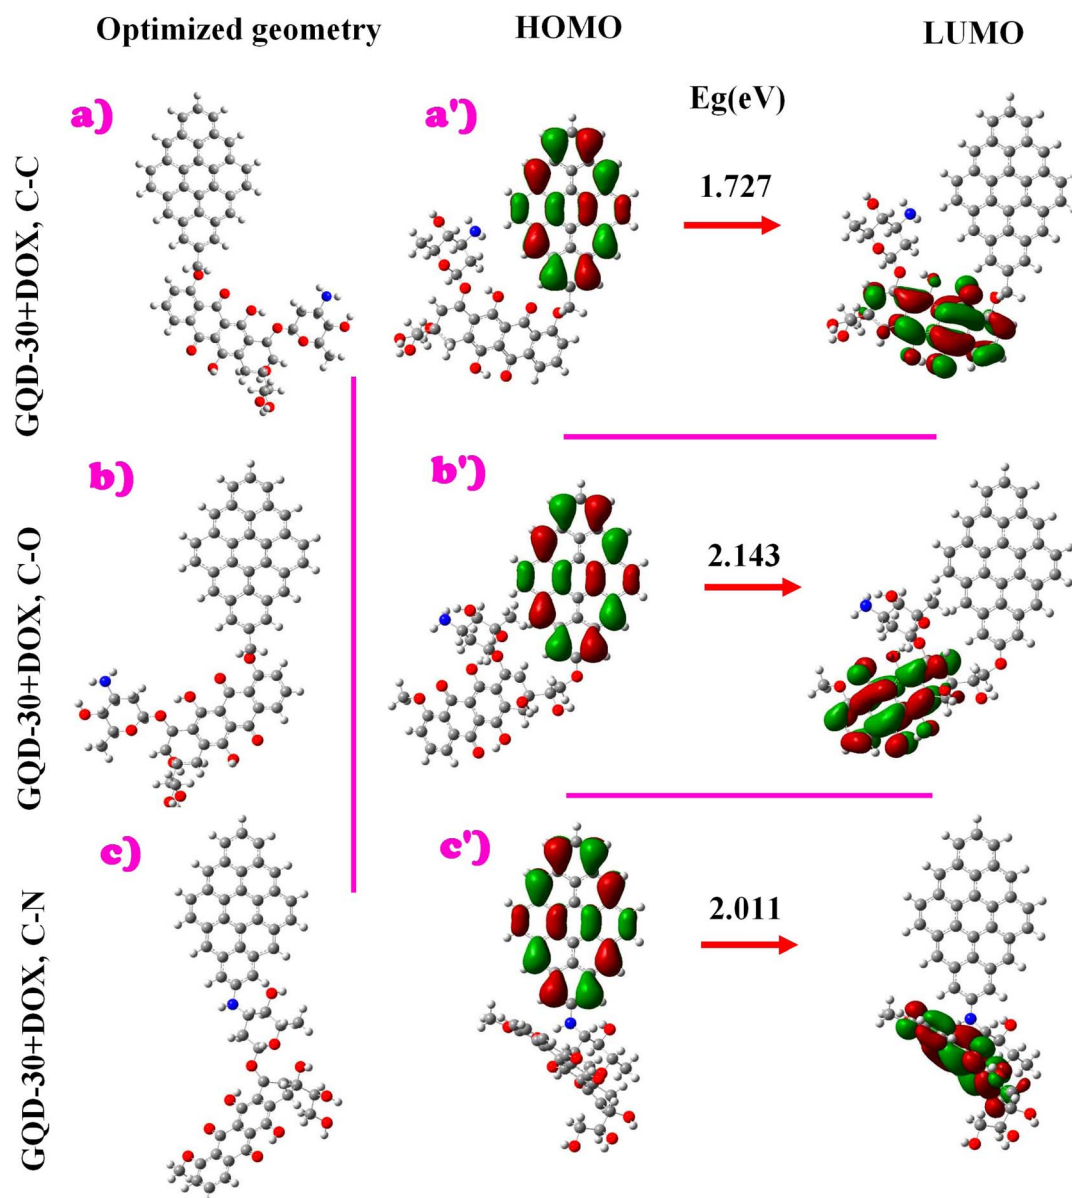 Optimized geometry
HOMO
LUMO
GQD-30+DOX, C-C
a)
a')
Eg(eV)
1.727
GQD-30+DOX, C-O
b)
b')
2.143
GQD-30+DOX, C-N
c)
c')
2.011